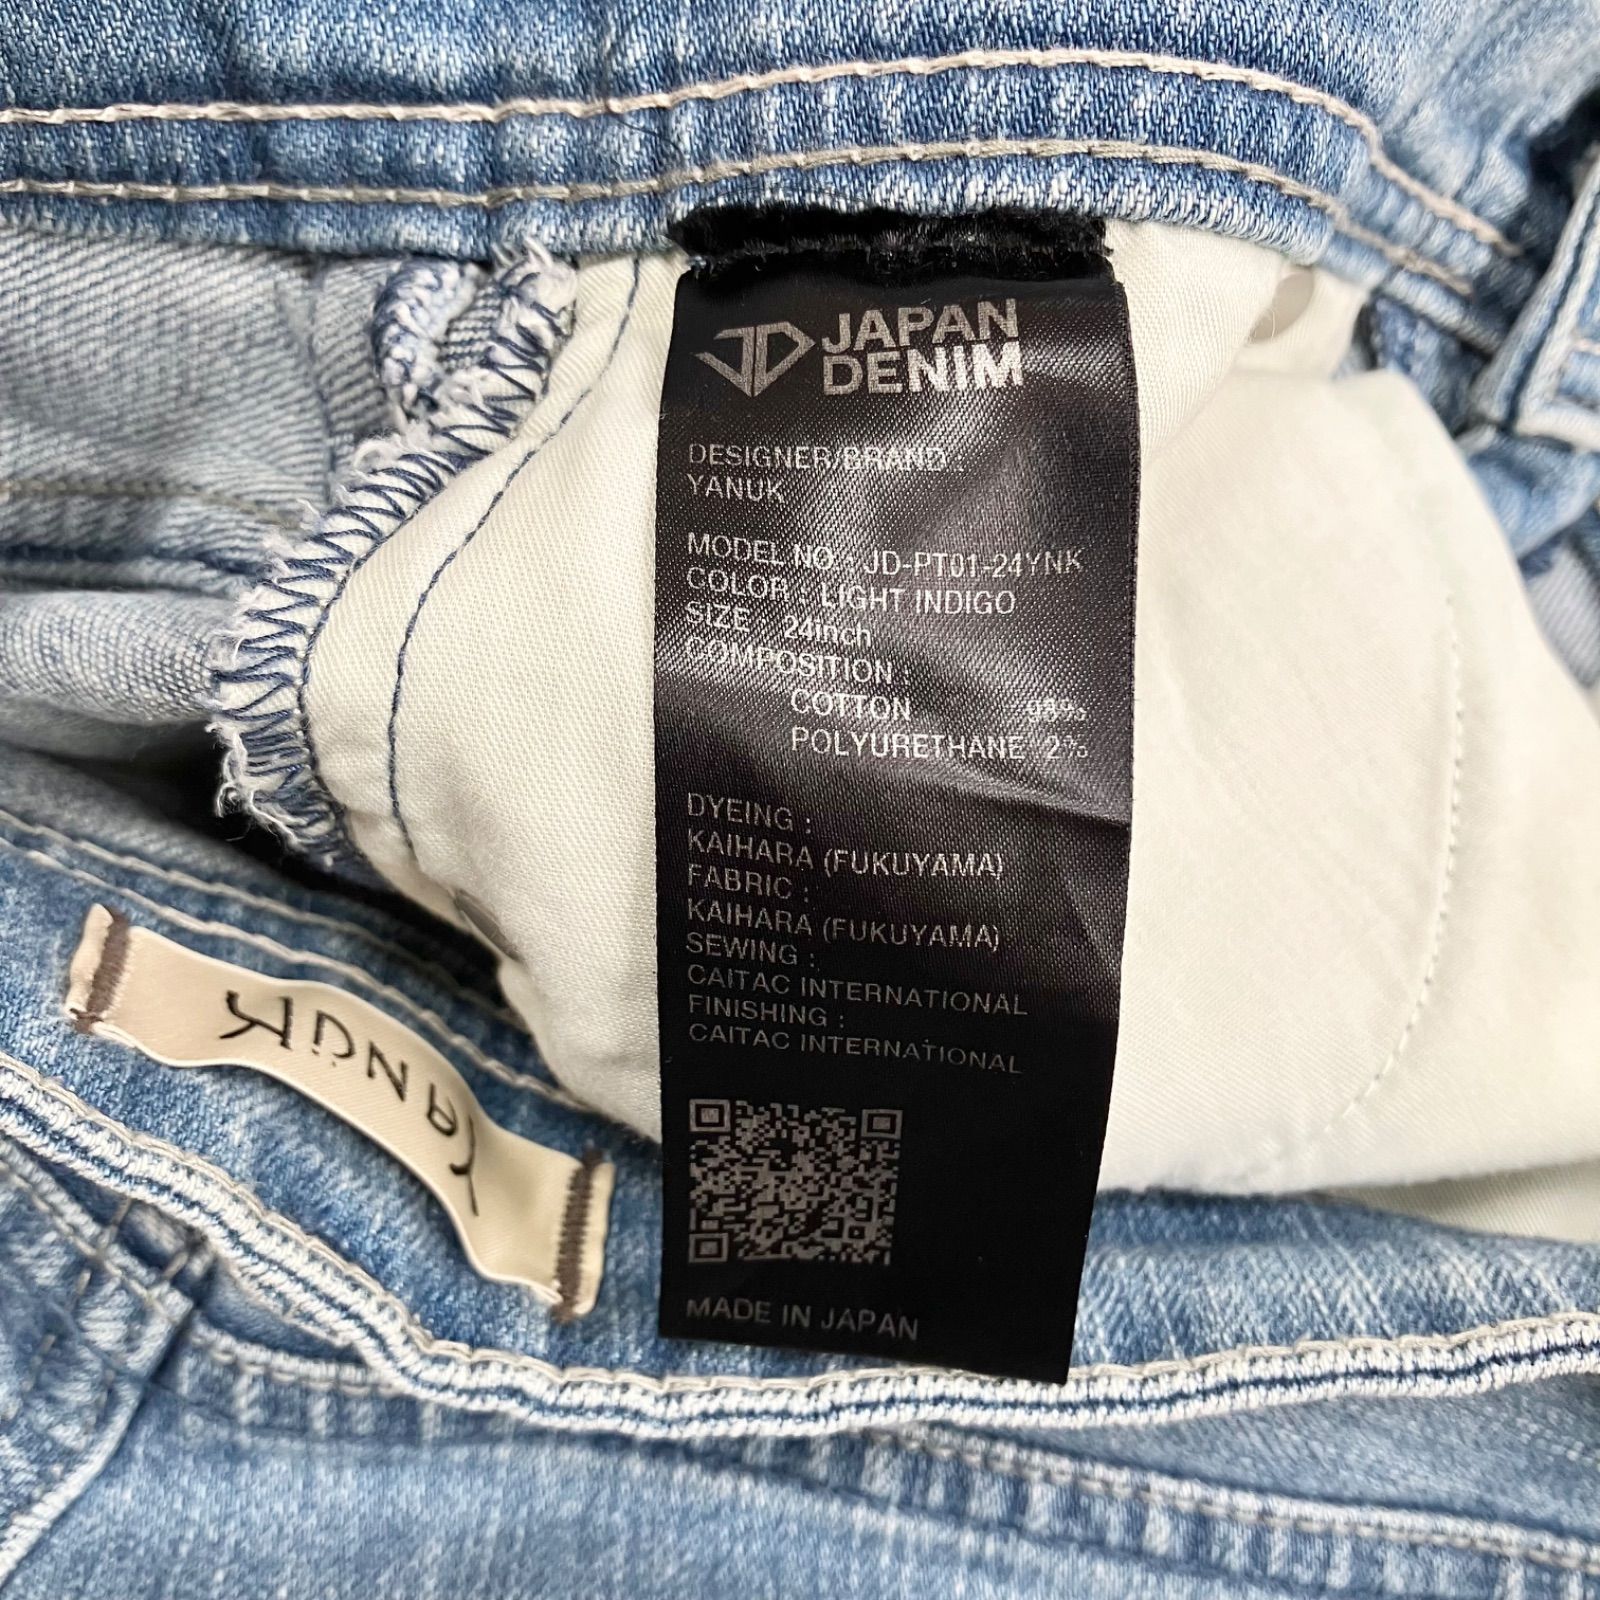 JD JAPAN
DENIM
DESIGNER/BRAND :
YANUK
MODEL NO : JD-PT01-24YNK
COLOR : LIGHT INDIGO
SIZE 24inch
COMPOSITION :
COTTON
POLYURETHANE 2%
DYEING :
KAIHARA (FUKUYAMA)
FABRIC :
KAIHARA (FUKUYAMA)
SEWING :
CAITAC INTERNATIONAL
FINISHING :
CAITAC INTERNATIONAL
MADE IN JAPAN
YANUK